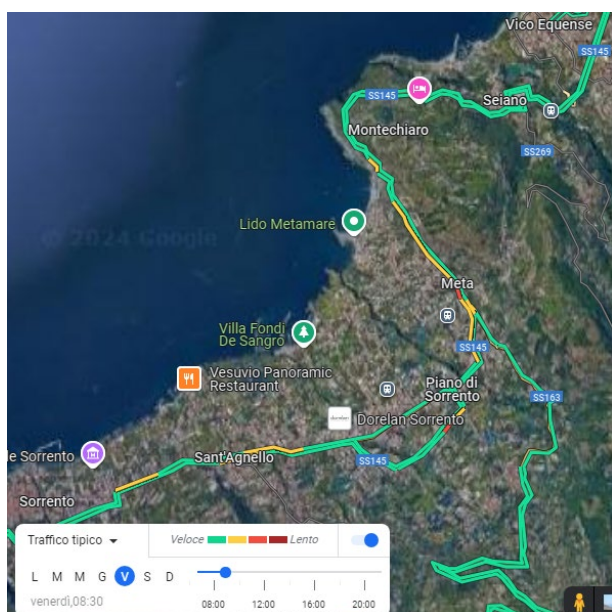 Vico Equense
SS145
SS145
Seiano
Montechiaro
SS269
© 2024 Google
Lido Metamare
Meta
Villa Fondi
De Sangro
SS145
Vesuvio Panoramic
Restaurant
Piano di
Sorrento
SS163
Dorelan Sorrento
le Sorrento
Sant'Agnello
SS145
Sorrento
Traffico tipico
Veloce
Lento
L M M G V S D
venerdì,08:30
08:00 12:00 16:00 20:00